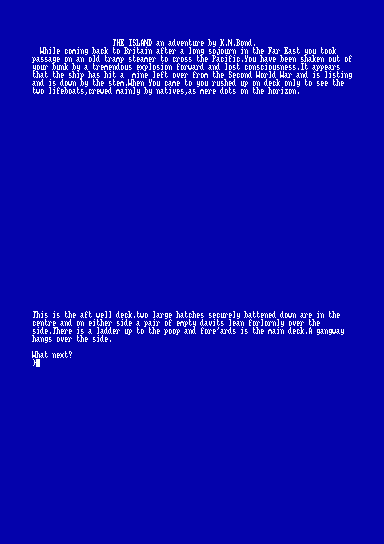 THE ISLAND an adventure by K.M.Bond.
While coming back to Britain after a long sojourn in the Far East you took
passage on an old tramp steamer to cross the Pacific.You have been shaken out of
your bunk by a tremendous explosion forward and lost consciousness.It appears
that the ship has hit a  mine left over from the Second World War and is listing
and is down by the stem.When You came to you rushed up on deck only to see the
two lifeboats,crewed mainly by natives,as mere dots on the horizon.
This is the aft well deck.two large hatches securely battened down are in the
centre and on either side a pair of empty davits lean forlornly over the
side.There is a ladder up to the poop and fore'ards is the main deck.A gangway
hangs over the side.
What next?
>